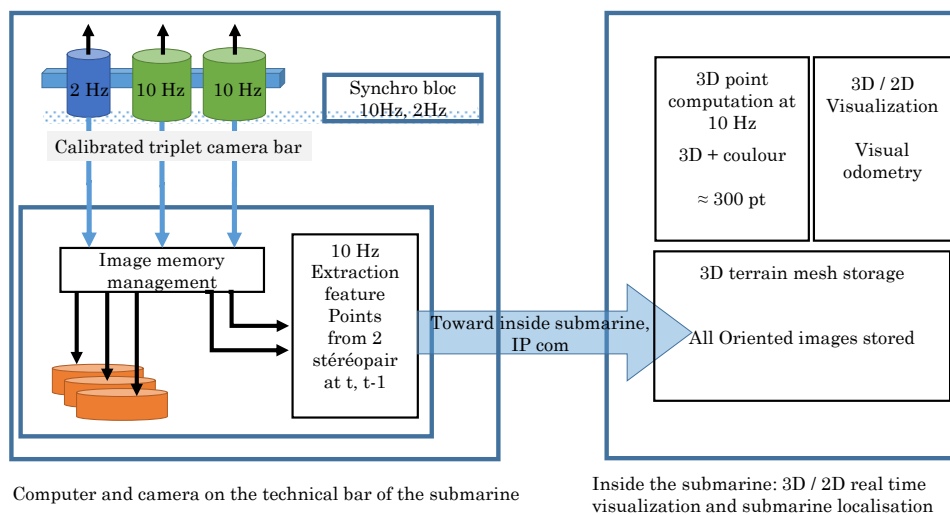 2 Hz
10 Hz
10 Hz
Synchro bloc
10Hz, 2Hz
Calibrated triplet camera bar
Image memory
management
10 Hz
Extraction
feature
Points
from 2
stéréopair
at t, t-1
Toward inside submarine,
IP com
3D point
computation at
10 Hz
3D + coulour
≈ 300 pt
3D / 2D
Visualization
Visual
odometry
3D terrain mesh storage
All Oriented images stored
Computer and camera on the technical bar of the submarine
Inside the submarine: 3D / 2D real time
visualization and submarine localisation